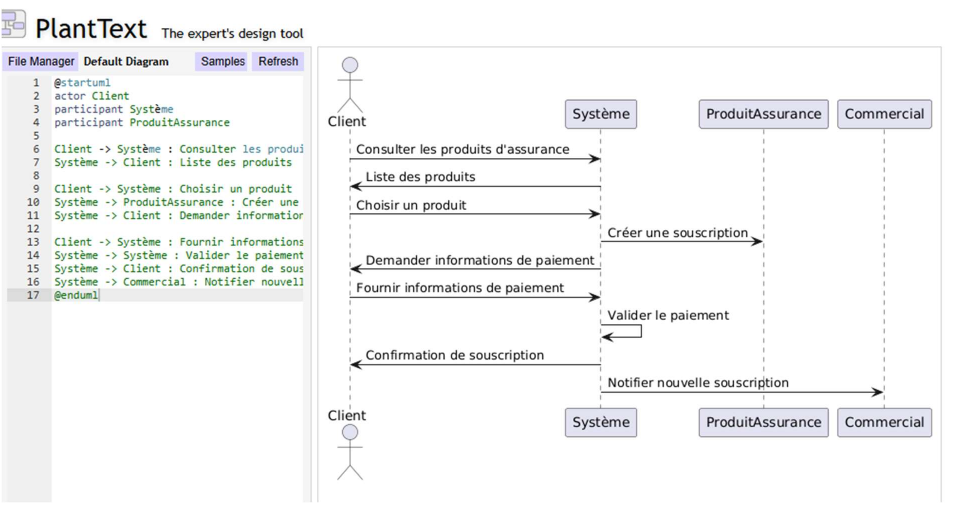 PlantText The expert's design tool
File Manager Default Diagram Samples Refresh
1 @startuml
2 actor Client
3 participant Système
4 participant ProduitAssurance
5
6 Client -> Système : Consulter les produi
7 Système -> Client : Liste des produits
8
9 Client -> Système : Choisir un produit
10 Système -> ProduitAssurance : Créer une
11 Système -> Client : Demander information
12
13 Client -> Système : Fournir informations
14 Système -> Système : Valider le paiement
15 Système -> Client : Confirmation de sous
16 Système -> Commercial : Notifier nouvell
17 @enduml
Client Système ProduitAssurance Commercial
Consulter les produits d'assurance
Liste des produits
Choisir un produit
Créer une souscription
Demander informations de paiement
Fournir informations de paiement
Valider le paiement
Confirmation de souscription
Notifier nouvelle souscription
Client Système ProduitAssurance Commercial